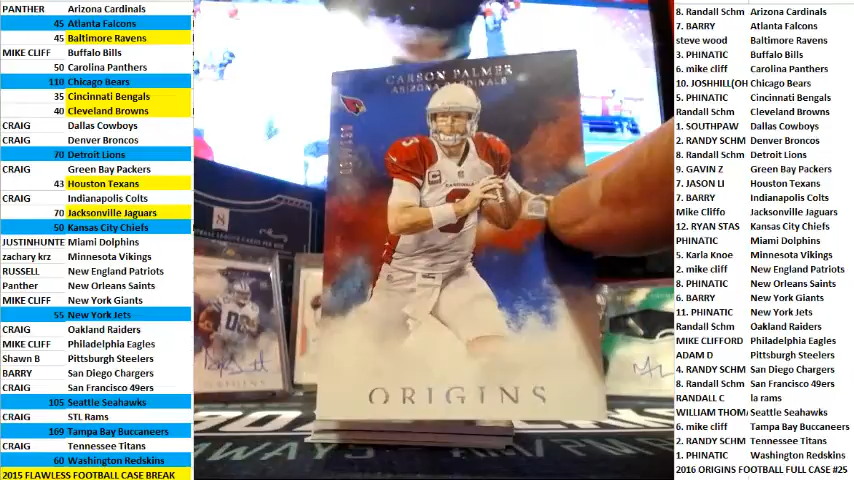 PANTHER Arizona Cardinals
45 Atlanta Falcons
45 Baltimore Ravens
MIKE CLIFF Buffalo Bills
50 Carolina Panthers
110 Chicago Bears
35 Cincinnati Bengals
40 Cleveland Browns
CRAIG Dallas Cowboys
CRAIG Denver Broncos
70 Detroit Lions
CRAIG Green Bay Packers
43 Houston Texans
CRAIG Indianapolis Colts
70 Jacksonville Jaguars
50 Kansas City Chiefs
JUSTINHUNTE Miami Dolphins
zachary krz Minnesota Vikings
RUSSELL New England Patriots
Panther New Orleans Saints
MIKE CLIFF New York Giants
55 New York Jets
CRAIG Oakland Raiders
MIKE CLIF Philadelphia Eagles
Shawn B Pittsburgh Steelers
BARRY San Diego Chargers
CRAIG San Francisco 49ers
105 Seattle Seahawks
CRAIG STL Rams
169 Tampa Bay Buccaneers
CRAIG Tennessee Titans
60 Washington Redskins
2015 FLAWLESS FOOTBALL CASE BREAK
CARSON PALMER
ARIZONA CARDINALS
ORIGINS
8. Randall Schm Arizona Cardinals
7. BARRY Atlanta Falcons
steve wood Baltimore Ravens
3. PHINATIC Buffalo Bills
6. mike cliff Carolina Panthers
10. JOSHHILL(OH Chicago Bears
5. PHINATIC Cincinnati Bengals
Randall Schm Cleveland Browns
1. SOUTHPAW Dallas Cowboys
2. RANDY SCHM Denver Broncos
8. Randall Schm Detroit Lions
9. GAVIN Z Green Bay Packers
7. JASON LI Houston Texans
7. BARRY Indianapolis Colts
Mike Cliffo Jacksonville Jaguars
12. RYAN STAS Kansas City Chiefs
PHINATIC Miami Dolphins
5. Karla Knoe Minnesota Vikings
2. mike cliff New England Patriots
8. PHINATIC New Orleans Saints
6. BARRY New York Giants
11. PHINATIC New York Jets
Randall Schm Oakland Raiders
MIKE CLIFFORD Philadelphia Eagles
ADAM D Pittsburgh Steelers
4. RANDY SCHM San Diego Chargers
8. Randall Schm San Francisco 49ers
RANDALL C la rams
WILLIAM THOM Seattle Seahawks
6. mike cliff Tampa Bay Buccaneers
2. RANDY SCHM Tennessee Titans
1. PHINATIC Washington Redskins
2016 ORIGINS FOOTBALL FULL CASE #25